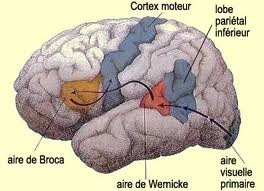 Cortex moteur
lobe
pariétal
inférieur
aire de Broca
aire de Wernicke
aire
visuelle
primaire